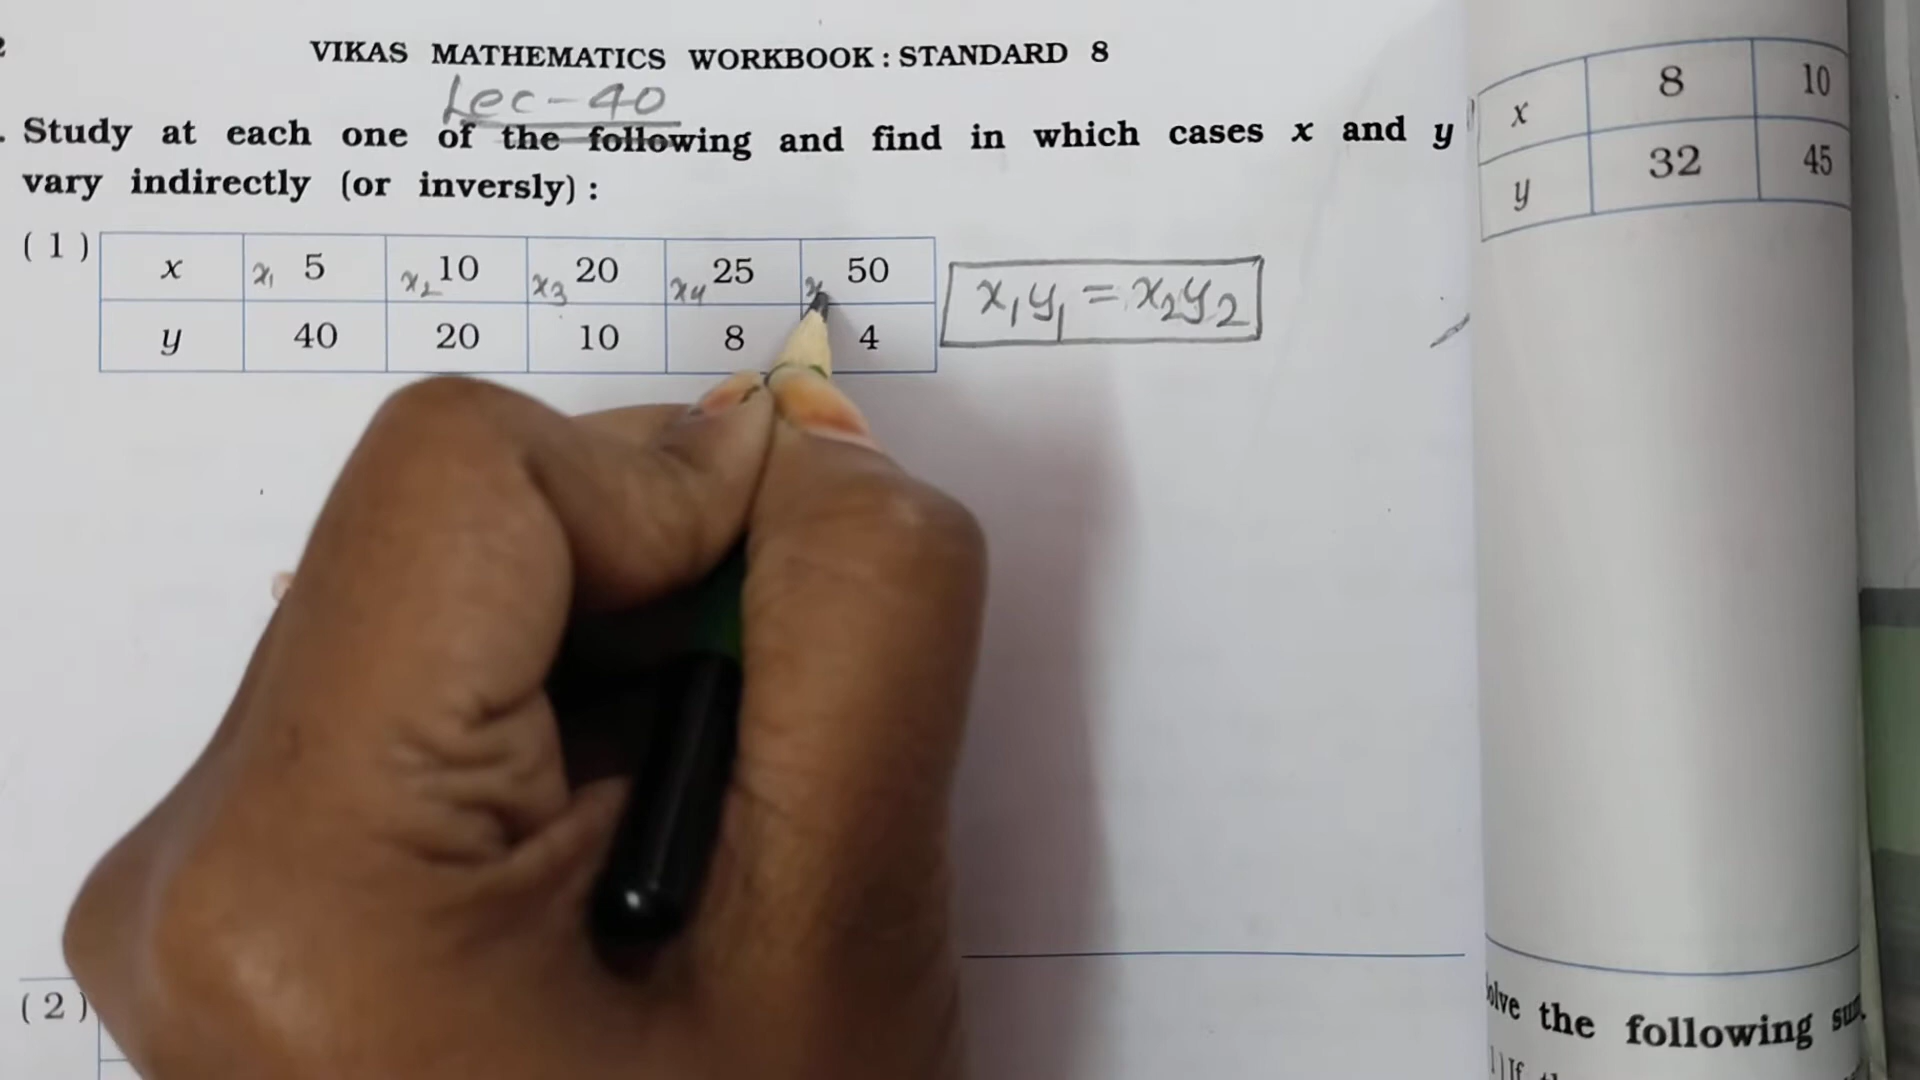 VIKAS MATHEMATICS WORKBOOK : STANDARD 8
Lec-40
. Study at each one of the following and find in which cases x and y
vary indirectly (or inversly) :
(1)
x x₁ 5 x₂ 10 x₃ 20 x₄ 25 x 50
y 40 20 10 8 4
x₁y₁ = x₂y₂
(2)
x 8 10
y 32 45
the following